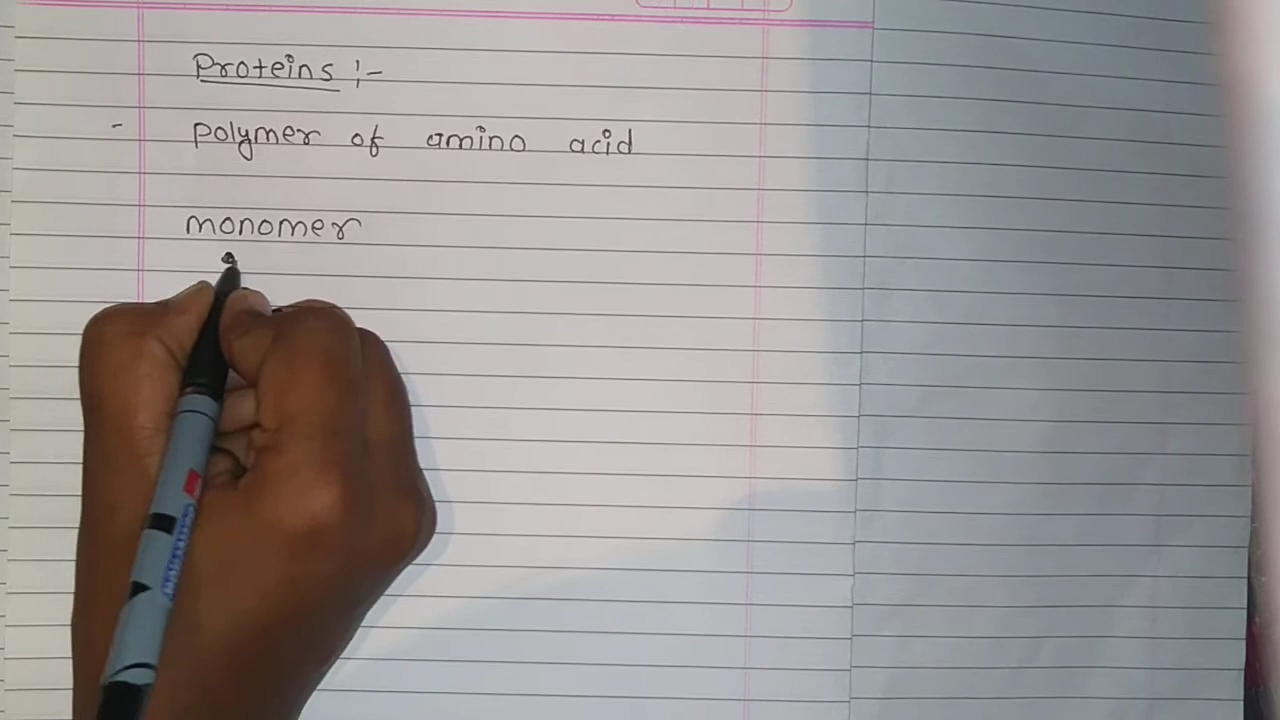 Proteins :-
- polymer of amino acid
monomer